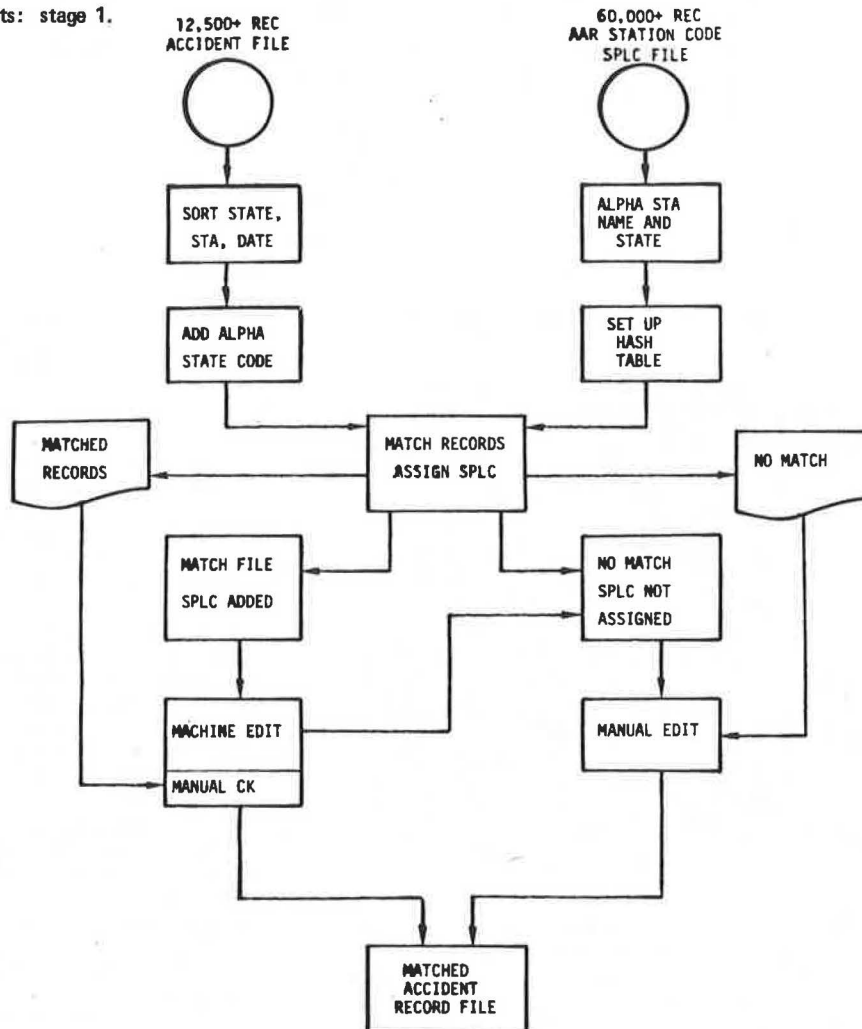 ts: stage 1.
12,500+ REC
ACCIDENT FILE
60,000+ REC
AAR STATION CODE
SPLC FILE
SORT STATE,
STA, DATE
ALPHA STA
NAME AND
STATE
ADD ALPHA
STATE CODE
SET UP
HASH
TABLE
MATCHED
RECORDS
MATCH RECORDS
ASSIGN SPLC
NO MATCH
MATCH FILE
SPLC ADDED
NO MATCH
SPLC NOT
ASSIGNED
MACHINE EDIT
MANUAL CK
MANUAL EDIT
MATCHED
ACCIDENT
RECORD FILE